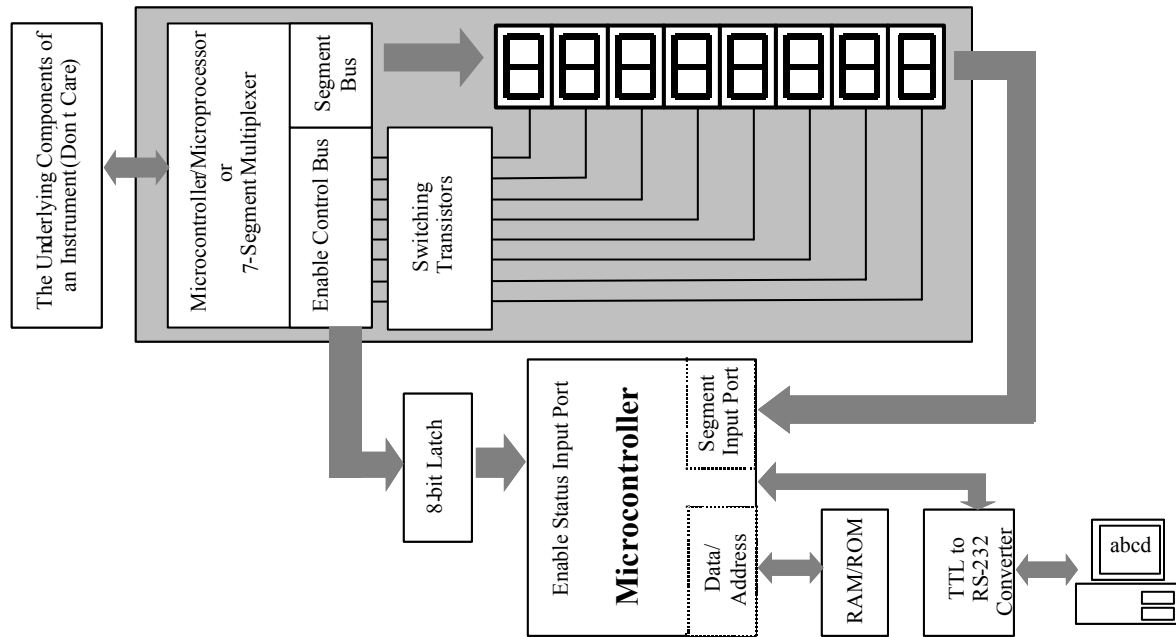 The Underlying Components of
an Instrument (Don t Care)
Microcontroller/Microprocessor
or
7-Segment Multiplexer
Enable Control Bus
Segment
Bus
Switching
Transistors
8-bit Latch
Enable Status Input Port
Microcontroller
Segment
Input Port
Data/
Address
RAM/ROM
TTL to
RS-232
Converter
abcd